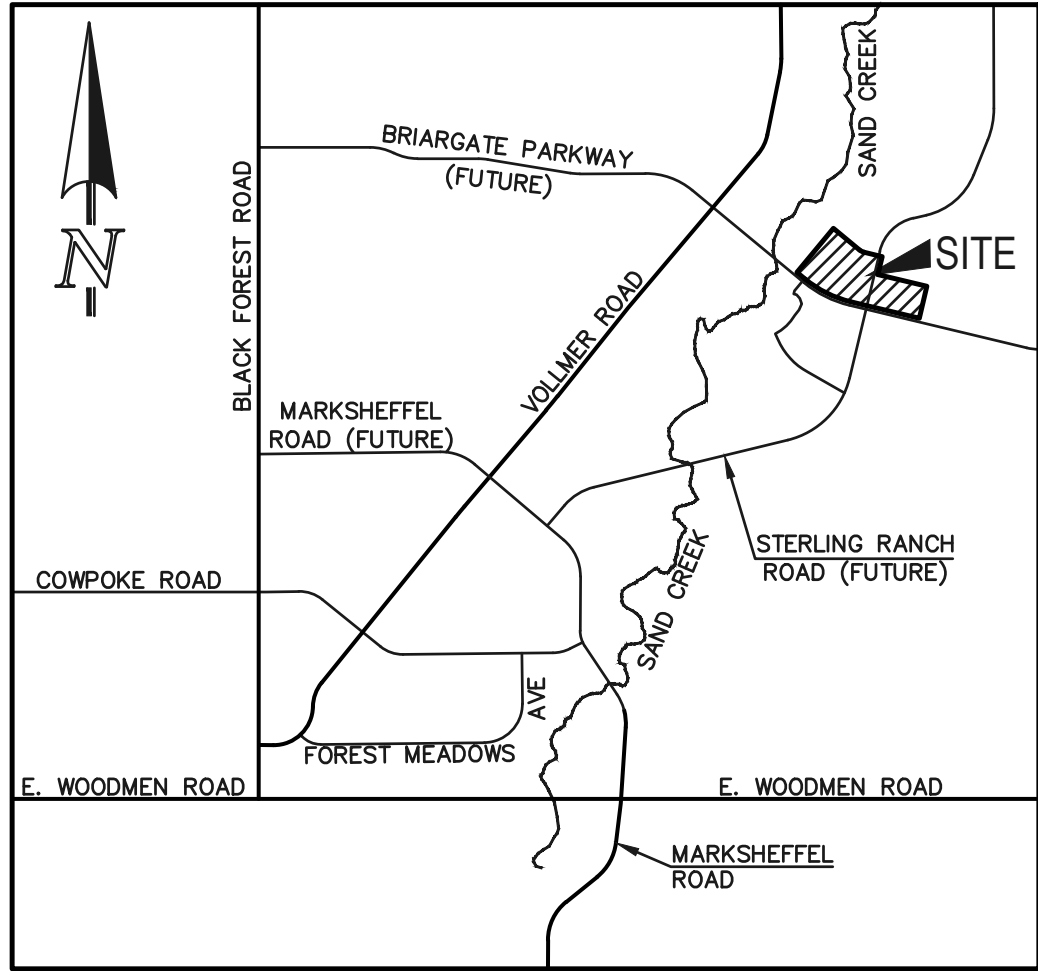 SAND CREEK
BRIARGATE PARKWAY
(FUTURE)
BLACK FOREST ROAD
N
SITE
VOLLMER ROAD
MARKSHEFFEL
ROAD (FUTURE)
STERLING RANCH
ROAD (FUTURE)
SAND CREEK
COWPOKE ROAD
AVE
FOREST MEADOWS
E. WOODMEN ROAD
E. WOODMEN ROAD
MARKSHEFFEL
ROAD